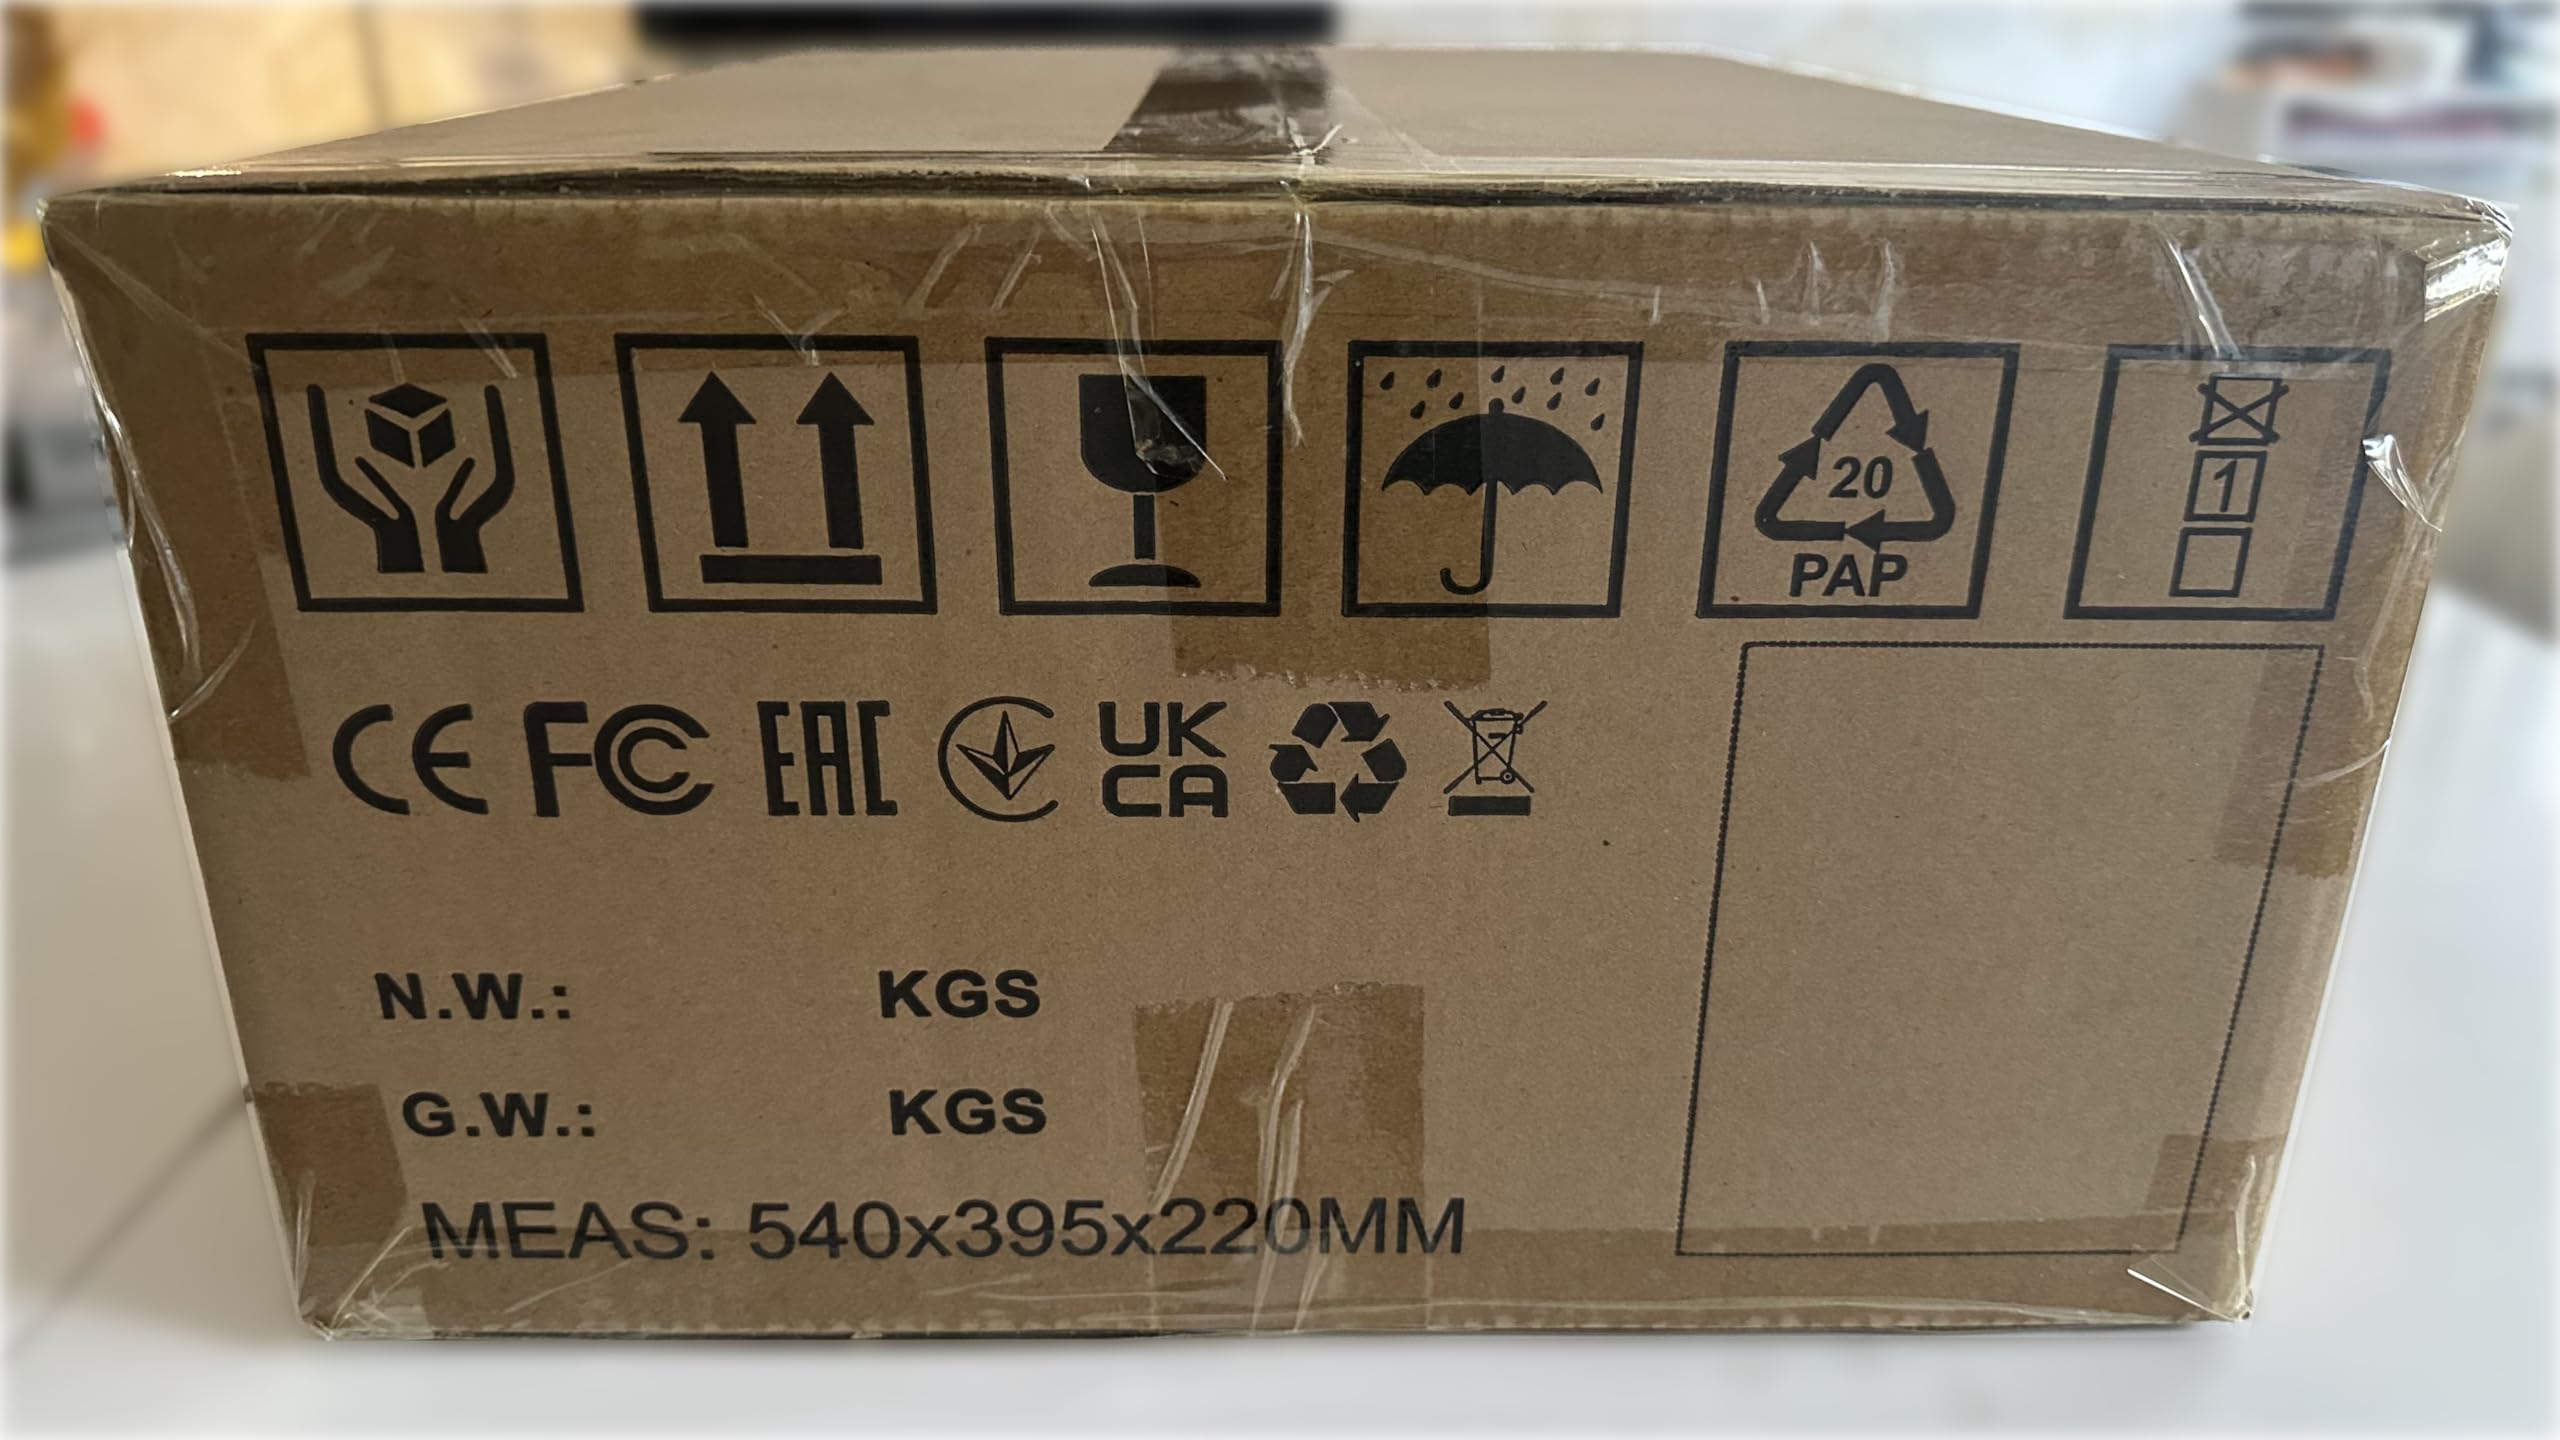 20
PAP
1
CE FC EAC UK
CA
N.W.: KGS
G.W.: KGS
MEAS: 540x395x220MM